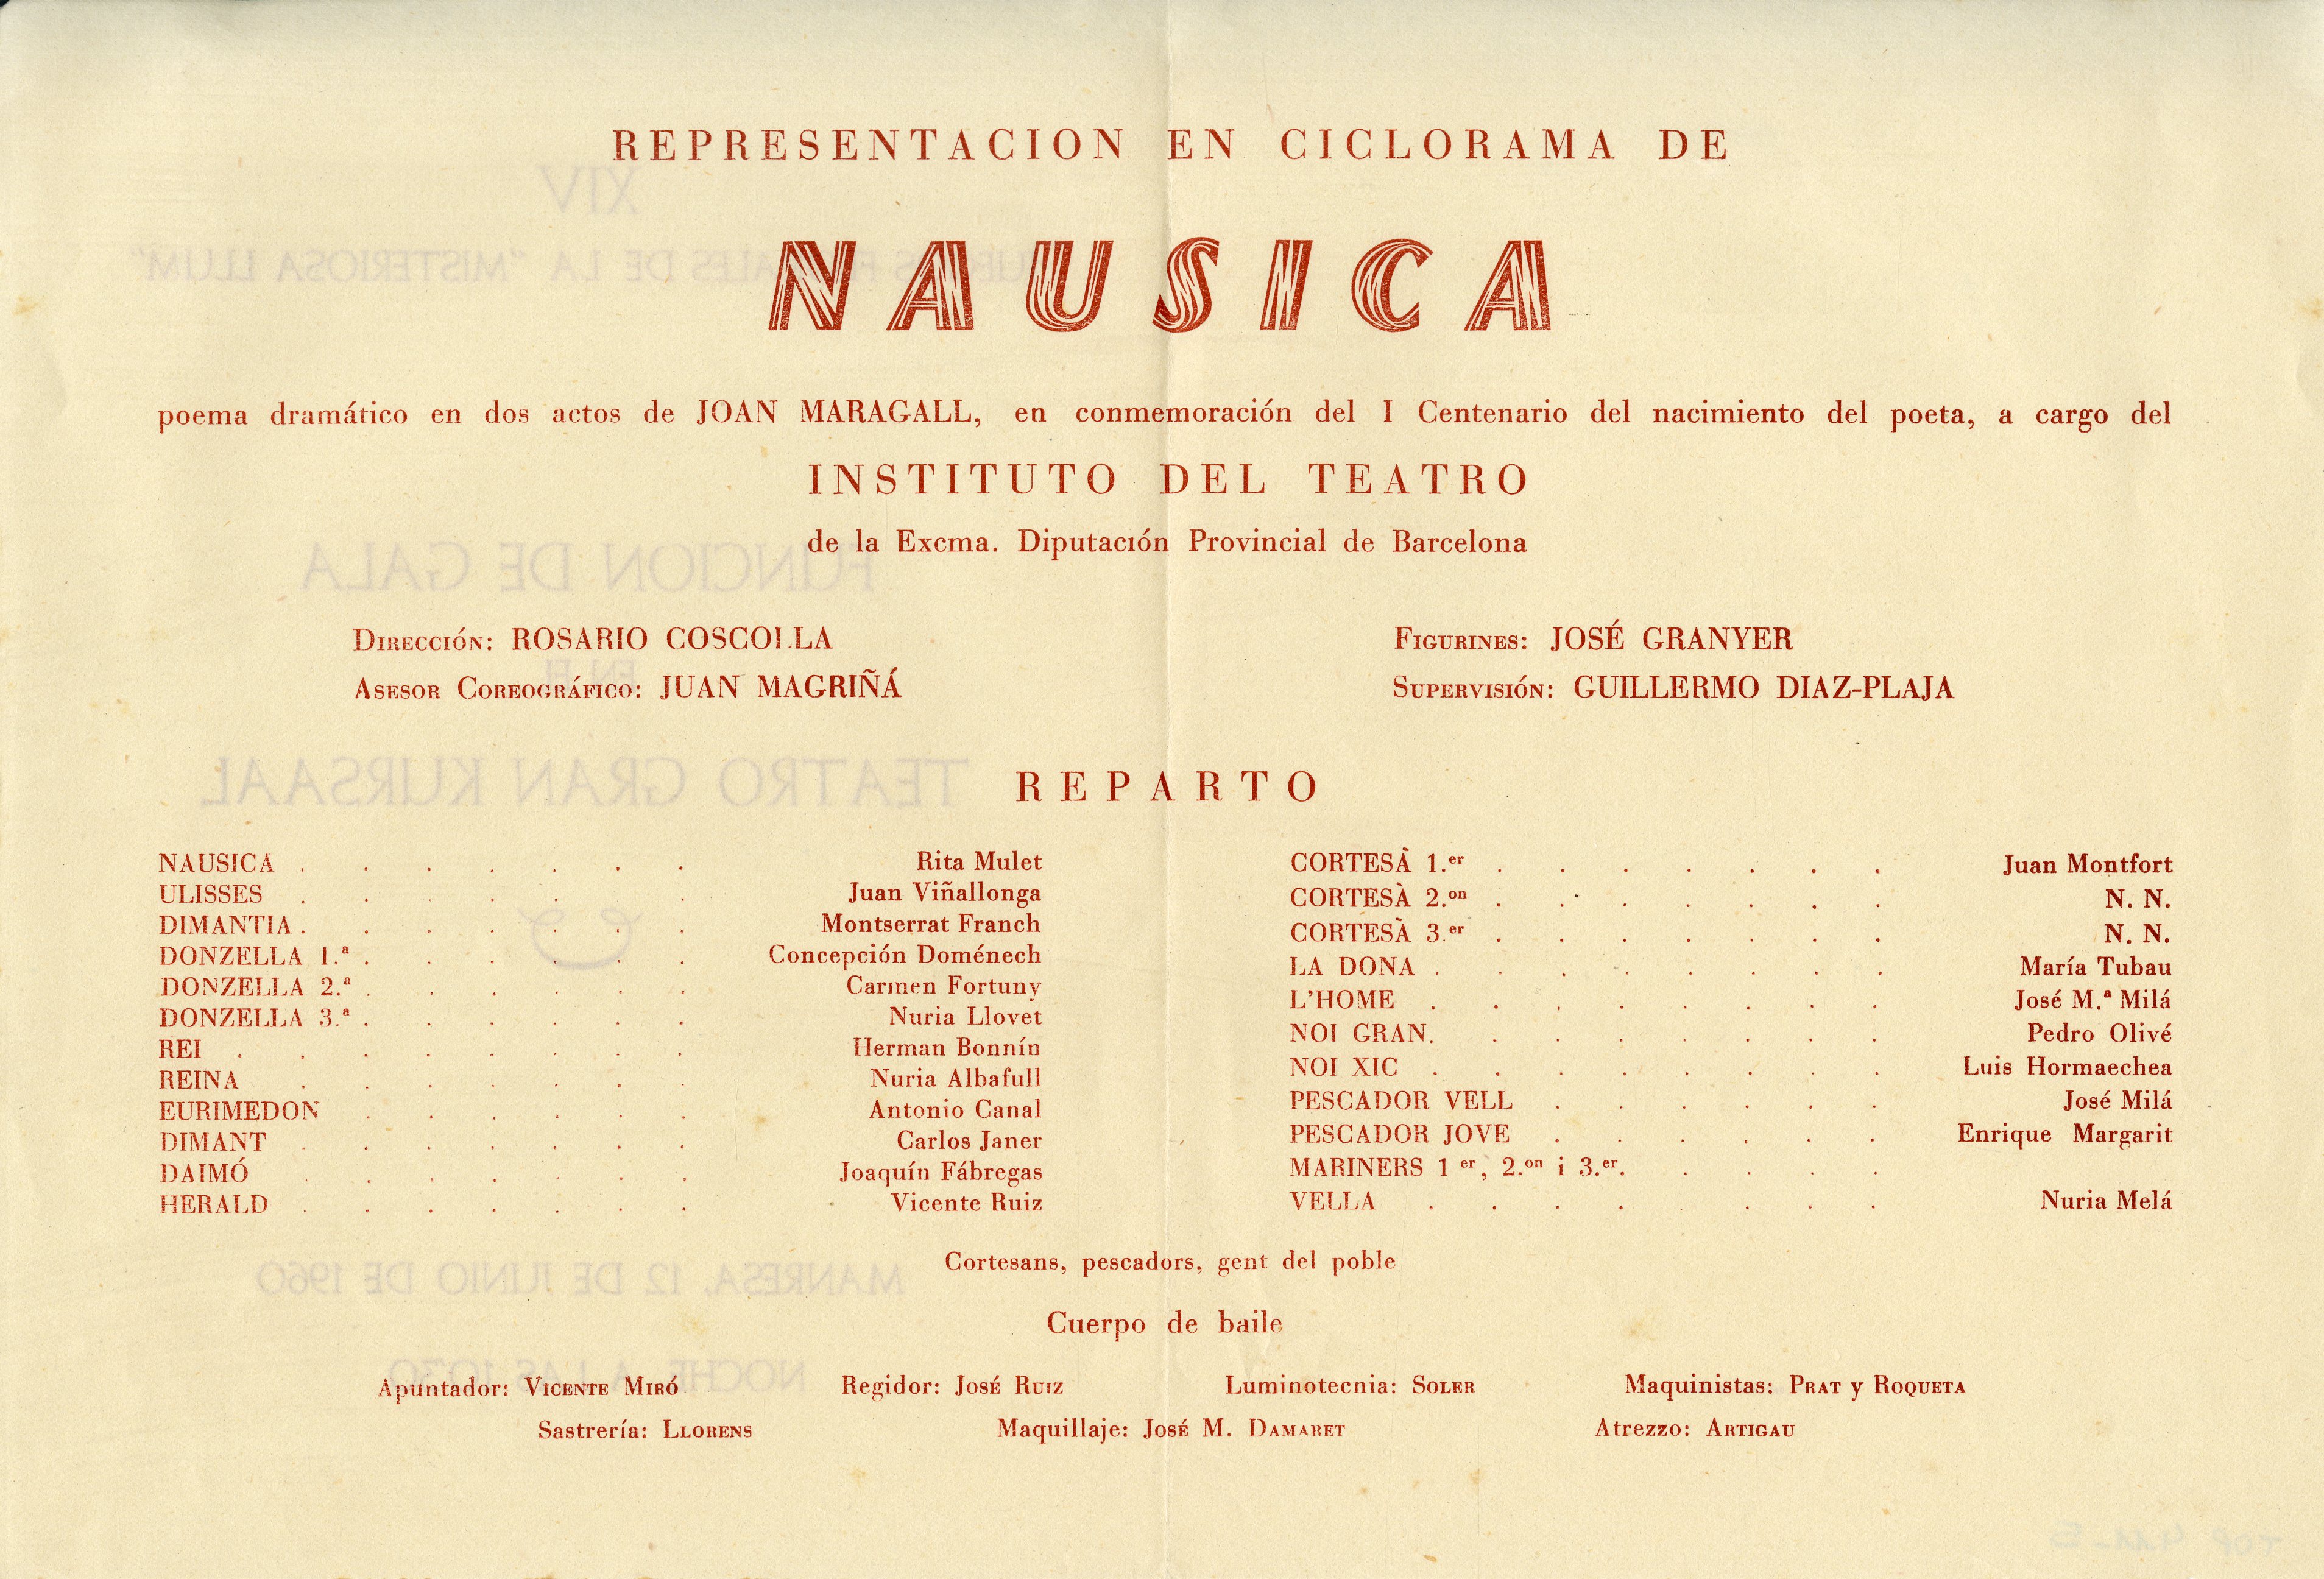 REPRESENTACION EN CICLORAMA DE
NAUSICA
poema dramático en dos actos de JOAN MARAGALL, en conmemoración del I Centenario del nacimiento del poeta, a cargo del
INSTITUTO DEL TEATRO
de la Excma. Diputación Provincial de Barcelona
Dirección: ROSARIO COSCOLLA
Figurines: JOSÉ GRANYER
Asesor Coreográfico: JUAN MAGRIÑÁ
Supervisión: GUILLERMO DIAZ-PLAJA
REPARTO
NAUSICA . . . . . . . Rita Mulet
ULISSES . . . . . . . Juan Viñallonga
DIMANTIA . . . . . . . Montserrat Franch
DONZELLA 1.ª . . . . . . Concepción Doménech
DONZELLA 2.ª . . . . . . Carmen Fortuny
DONZELLA 3.ª . . . . . . Nuria Llovet
REI . . . . . . . . Herman Bonnín
REINA . . . . . . . Nuria Albafull
EURIMEDON . . . . . . Antonio Canal
DIMANT . . . . . . . Carlos Janer
DAIMÓ . . . . . . . Joaquín Fábregas
HERALD . . . . . . . Vicente Ruiz
CORTESÀ 1.er . . . . . . . Juan Montfort
CORTESÀ 2.on . . . . . . . N. N.
CORTESÀ 3.er . . . . . . . N. N.
LA DONA . . . . . . . . María Tubau
L'HOME . . . . . . . . José M.ª Milá
NOI GRAN. . . . . . . . Pedro Olivé
NOI XIC . . . . . . . . Luis Hormaechea
PESCADOR VELL . . . . . . José Milá
PESCADOR JOVE . . . . . . Enrique Margarit
MARINERS 1 er, 2.on i 3.er. . . . .
VELLA . . . . . . . Nuria Melá
Cortesans, pescadors, gent del poble
Cuerpo de baile
Apuntador: Vicente Miró Regidor: José Ruiz Luminotecnia: Soler Maquinistas: Prat y Roqueta
Sastrería: Llorens Maquillaje: José M. Damaret Atrezzo: Artigau